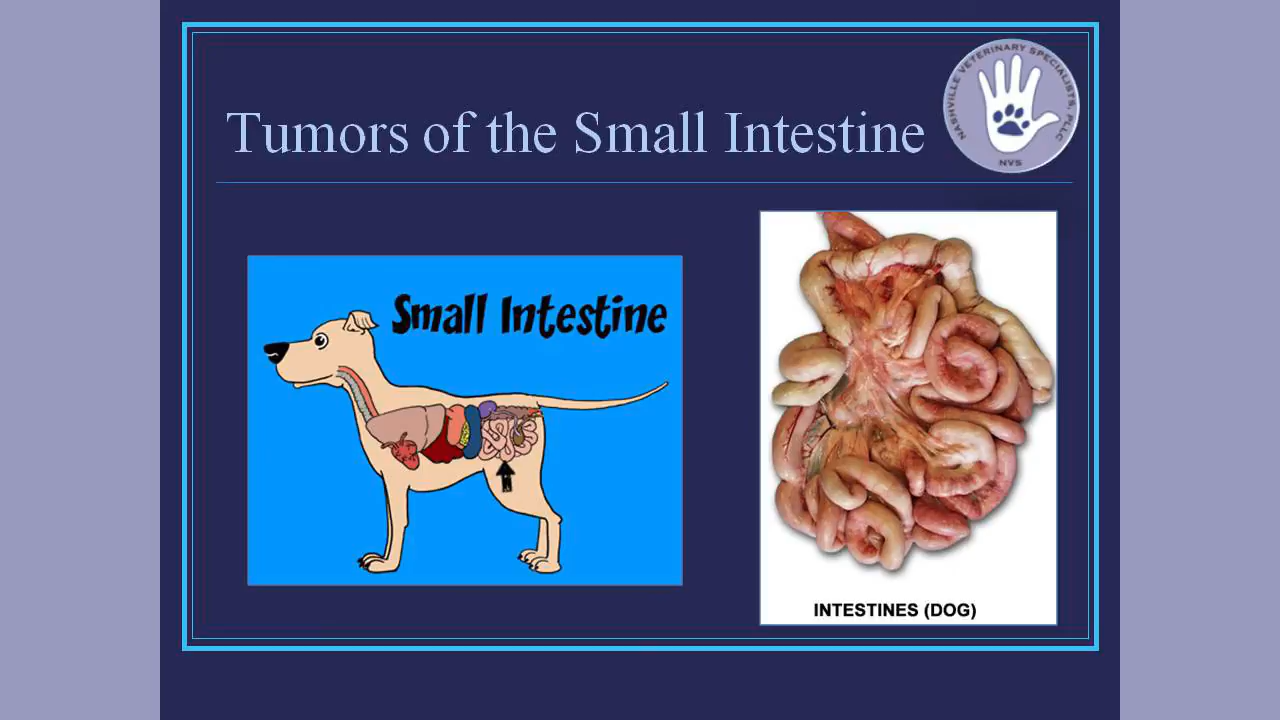 Tumors of the Small Intestine
NASHVILLE VETERINARY SPECIALISTS, PLLC
NVS
Small Intestine
INTESTINES (DOG)